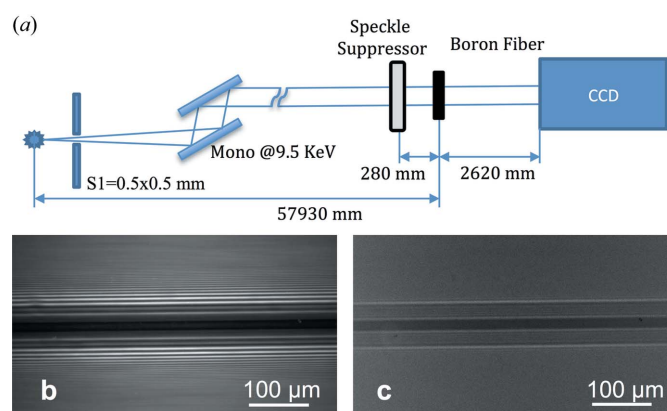 (a)
Speckle
Suppressor
Boron Fiber
CCD
Mono @9.5 KeV
S1=0.5x0.5 mm
280 mm
2620 mm
57930 mm
b
100 µm
c
100 µm